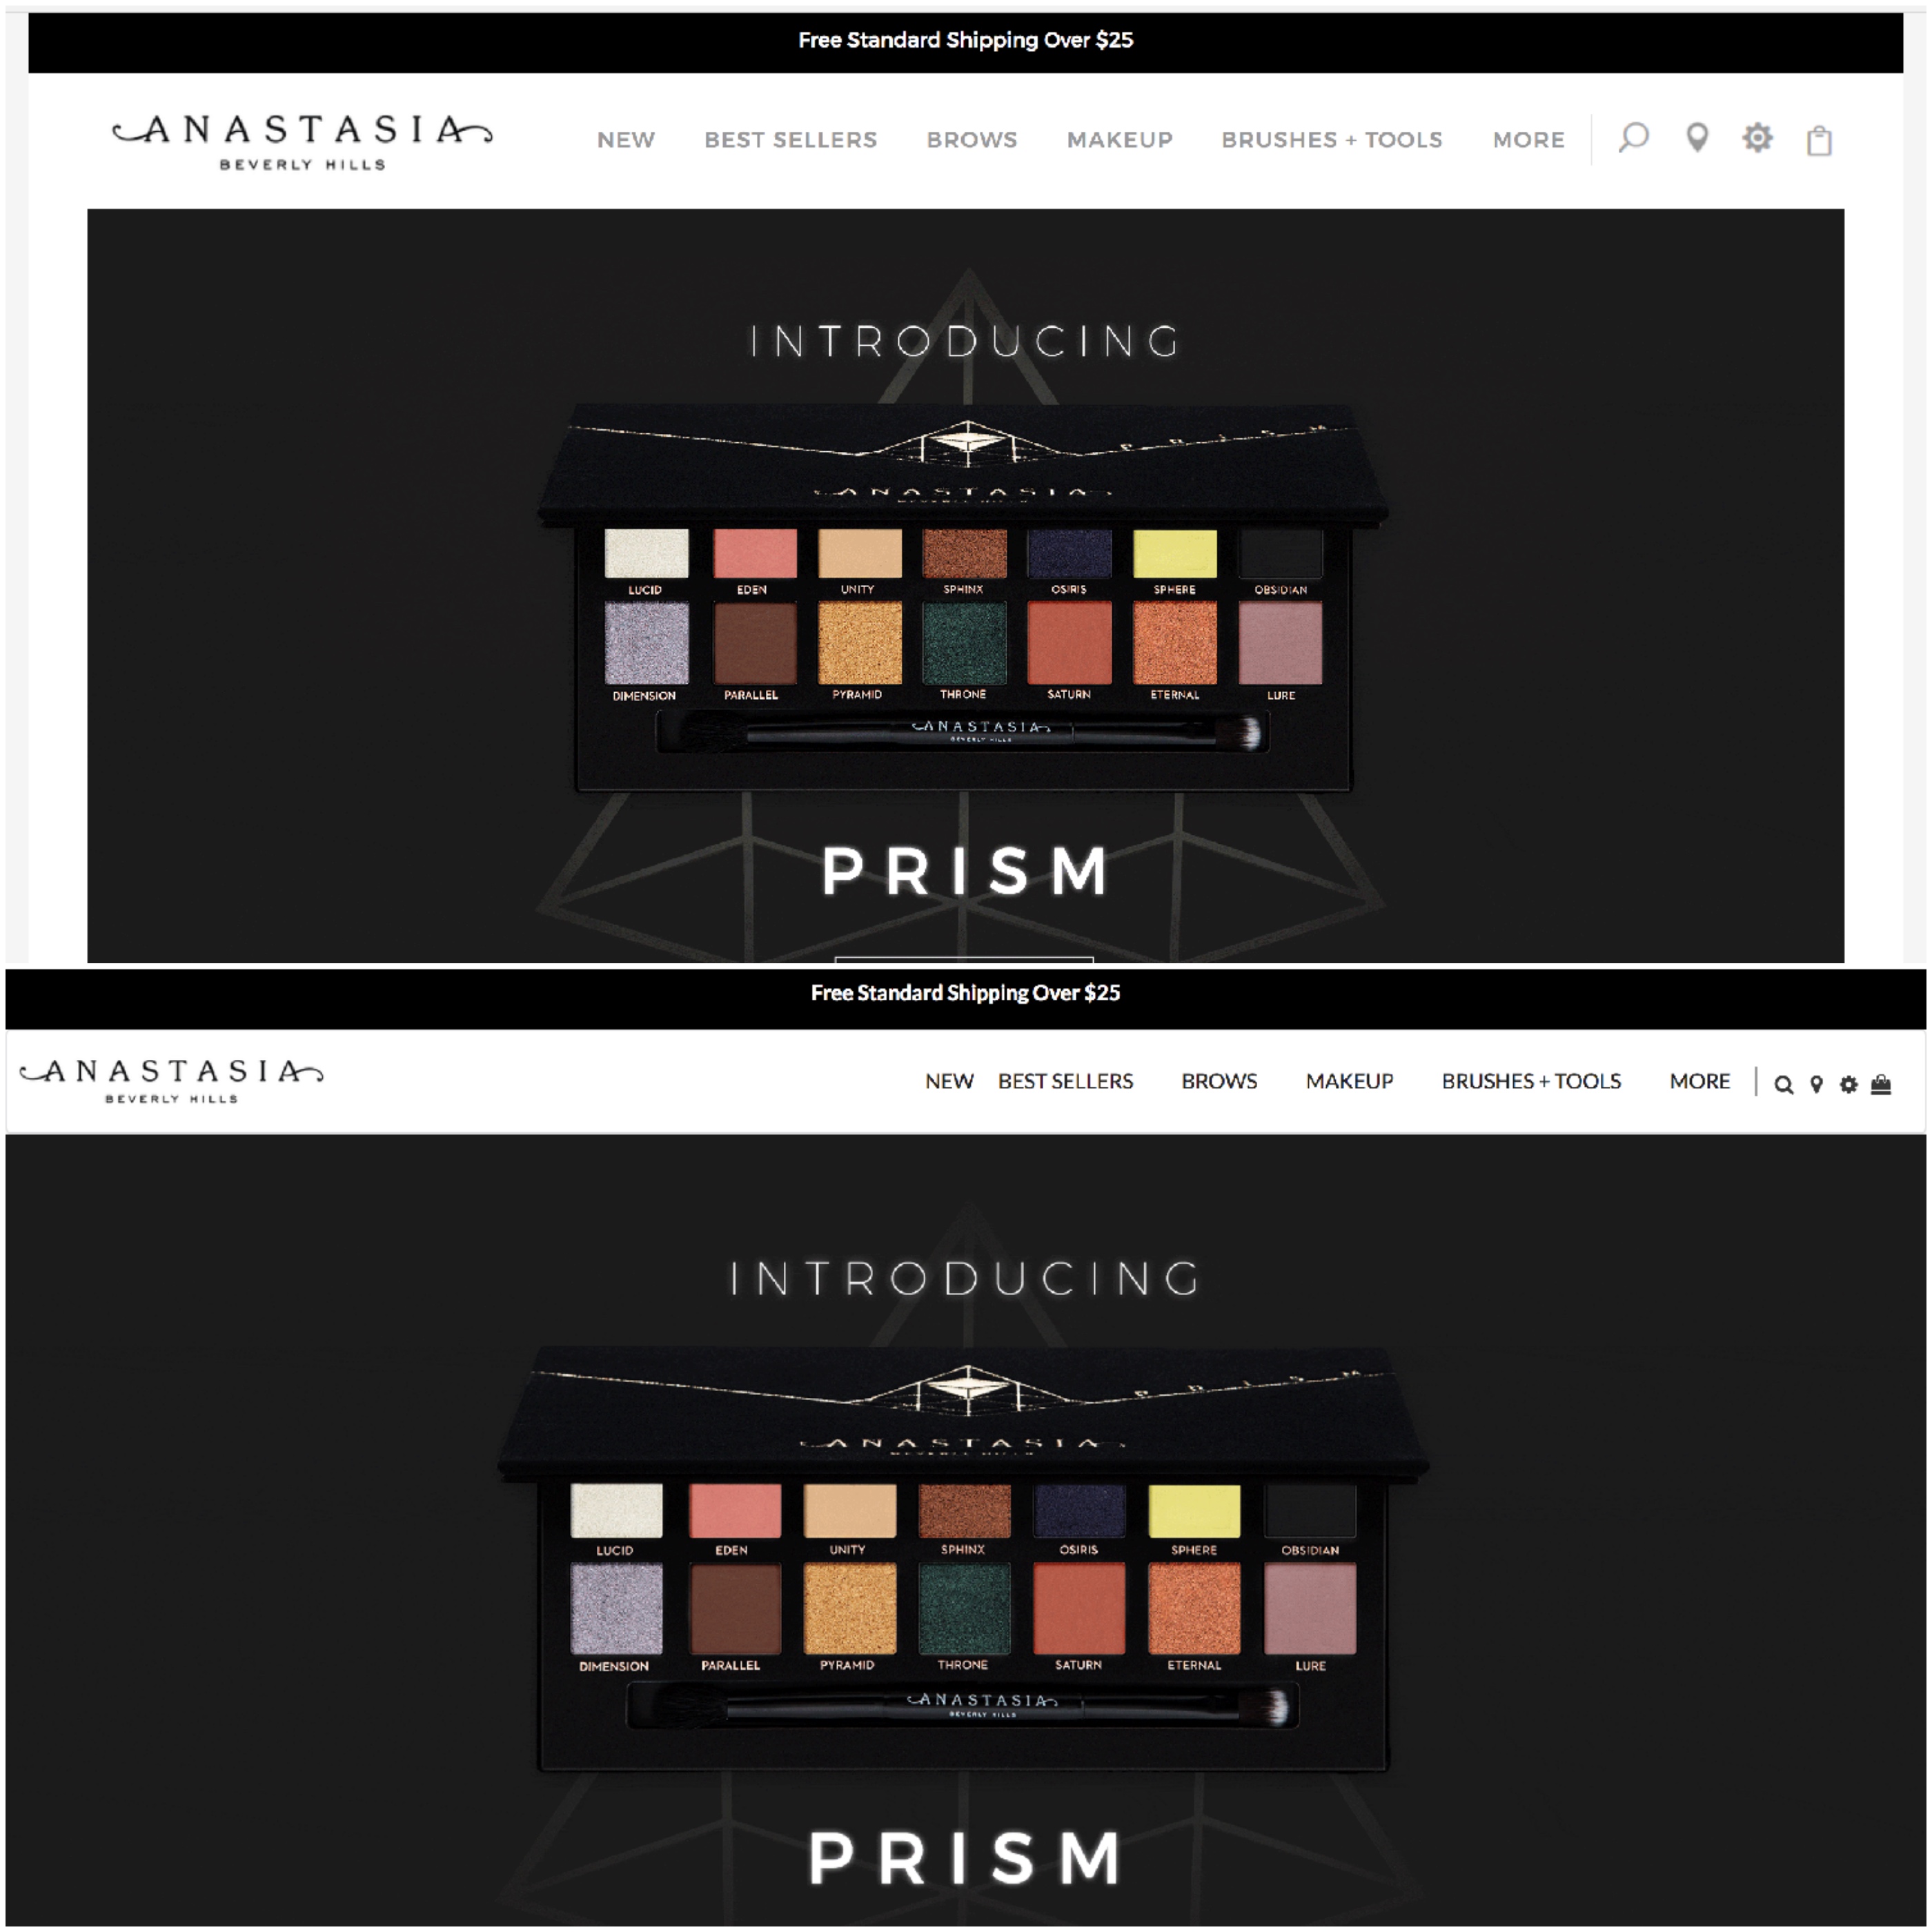 Free Standard Shipping Over $25
ANASTASIA
BEVERLY HILLS
NEW BEST SELLERS BROWS MAKEUP BRUSHES + TOOLS MORE
INTRODUCING
PRISM
ANASTASIA
BEVERLY HILLS
LUCID EDEN UNITY SPHINX OSIRIS SPHERE OBSIDIAN
DIMENSION PARALLEL PYRAMID THRONE SATURN ETERNAL LURE
ANASTASIA
BEVERLY HILLS
PRISM
Free Standard Shipping Over $25
ANASTASIA
BEVERLY HILLS
NEW BEST SELLERS BROWS MAKEUP BRUSHES + TOOLS MORE
INTRODUCING
PRISM
ANASTASIA
BEVERLY HILLS
LUCID EDEN UNITY SPHINX OSIRIS SPHERE OBSIDIAN
DIMENSION PARALLEL PYRAMID THRONE SATURN ETERNAL LURE
ANASTASIA
BEVERLY HILLS
PRISM